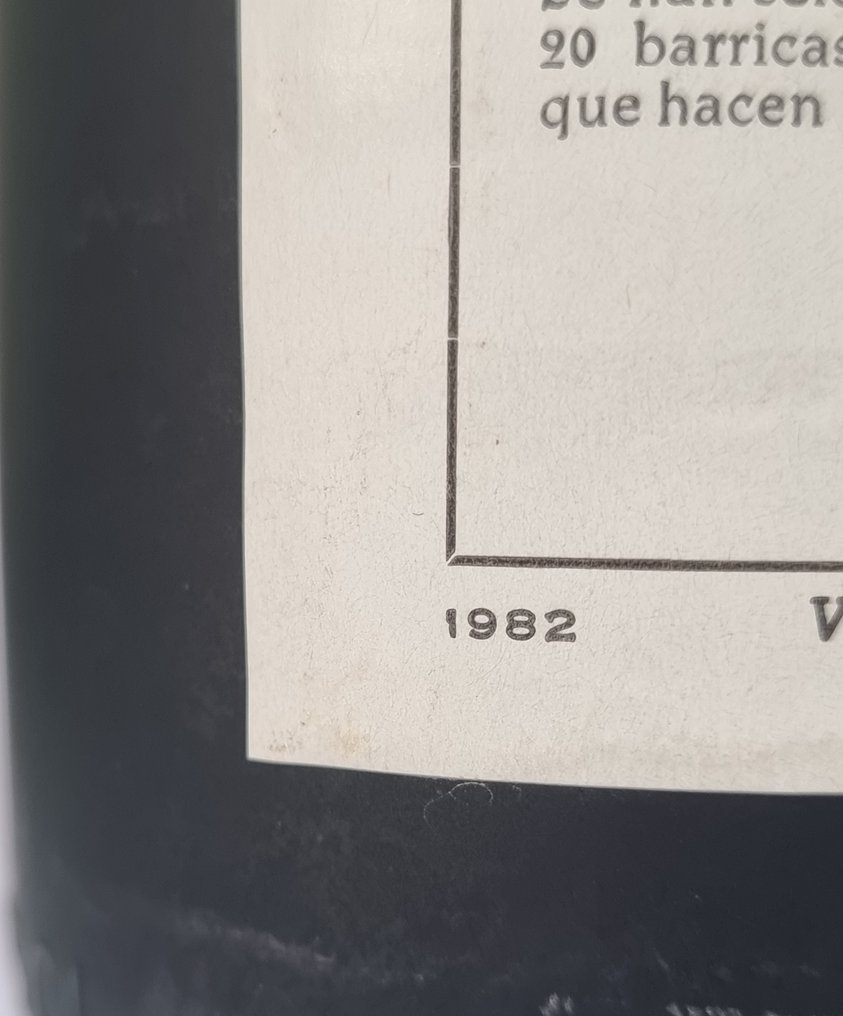 20 barricas
que hacen
1982 V